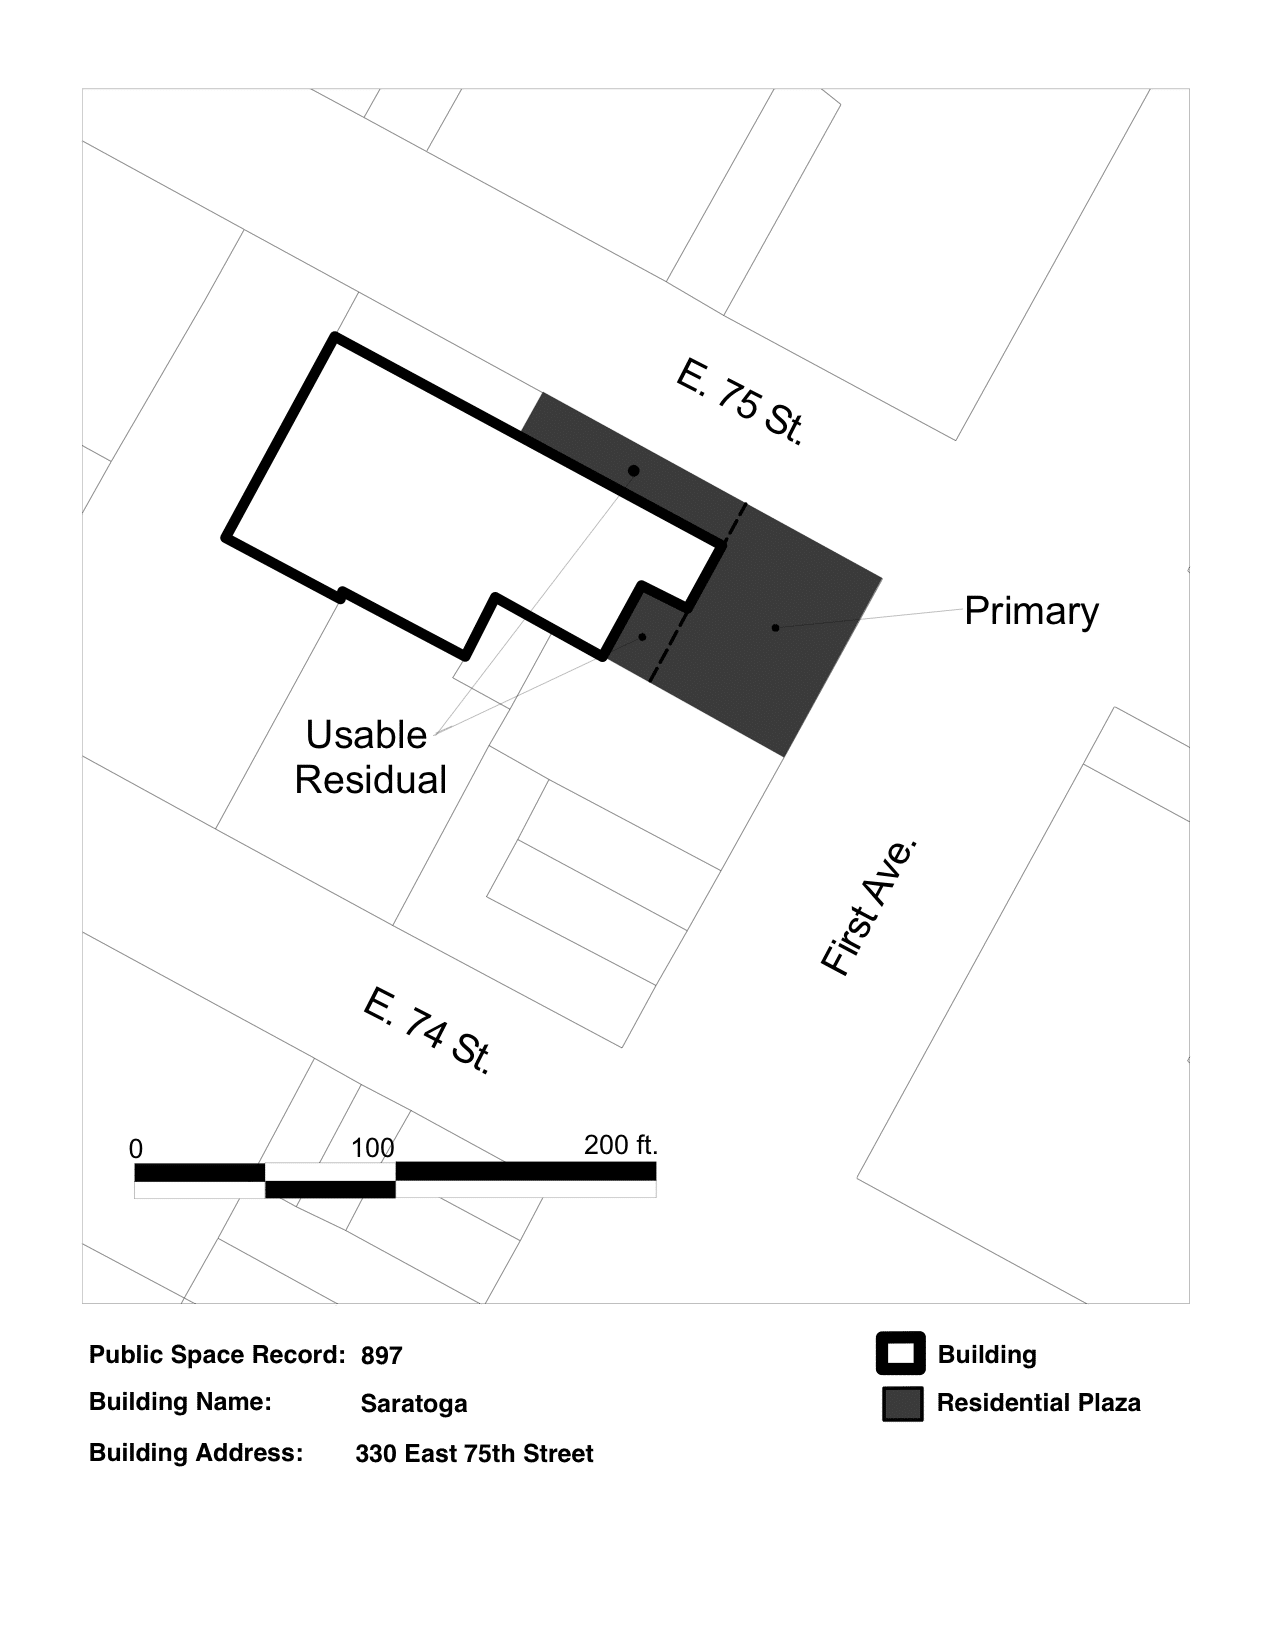 E. 75 St.
Primary
Usable
Residual
First Ave.
E. 74 St.
0 100 200 ft.
Public Space Record: 897
Building Name: Saratoga
Building Address: 330 East 75th Street
Building
Residential Plaza